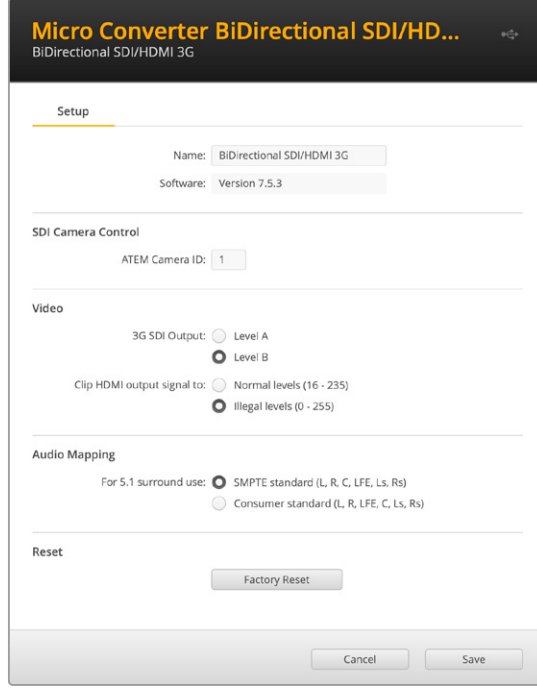 Micro Converter BiDirectional SDI/HD...
BiDirectional SDI/HDMI 3G
Setup
Name: BiDirectional SDI/HDMI 3G
Software: Version 7.5.3
SDI Camera Control
ATEM Camera ID: 1
Video
3G SDI Output: Level A
Level B
Clip HDMI output signal to: Normal levels (16 - 235)
Illegal levels (0 - 255)
Audio Mapping
For 5.1 surround use: SMPTE standard (L, R, C, LFE, Ls, Rs)
Consumer standard (L, R, LFE, C, Ls, Rs)
Reset
Factory Reset
Cancel Save